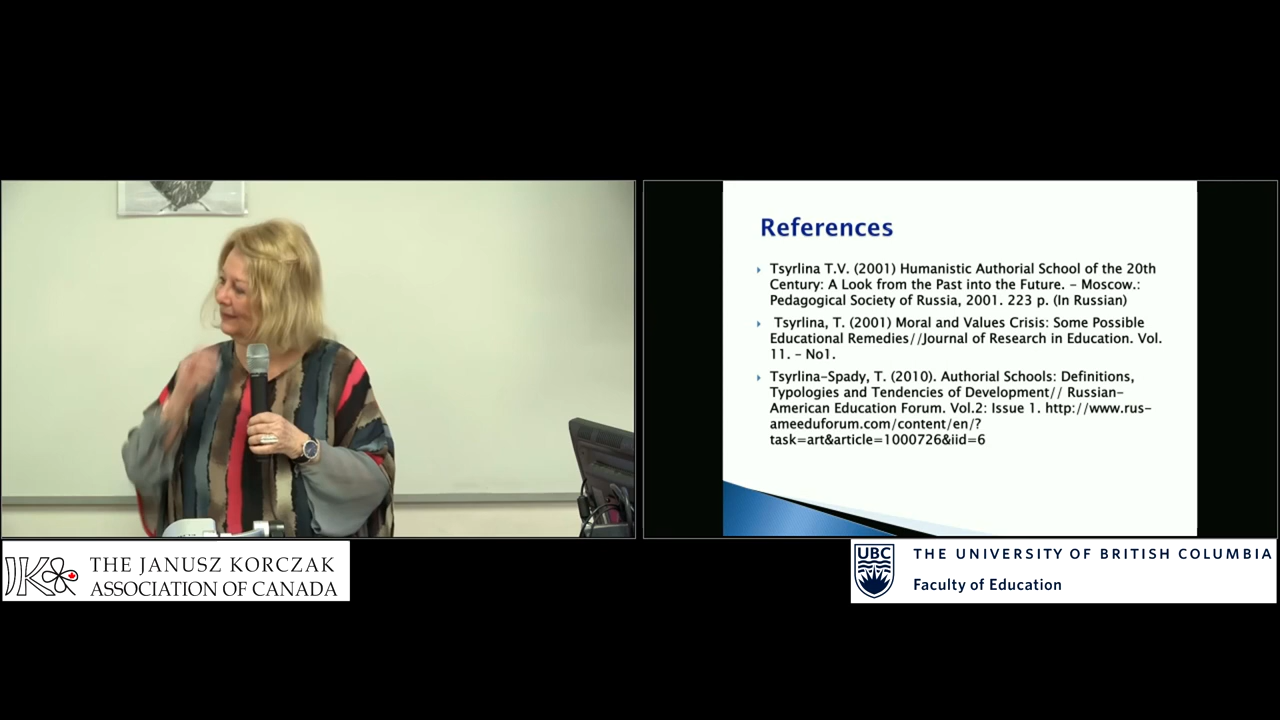 References
Tsyrlina T.V. (2001) Humanistic Authorial School of the 20th
Century: A Look from the Past into the Future. – Moscow.:
Pedagogical Society of Russia, 2001. 223 p. (In Russian)
Tsyrlina, T. (2001) Moral and Values Crisis: Some Possible
Educational Remedies//Journal of Research in Education. Vol.
11. – No1.
Tsyrlina-Spady, T. (2010). Authorial Schools: Definitions,
Typologies and Tendencies of Development// Russian-
American Education Forum. Vol.2: Issue 1. http://www.rus-
ameeduforum.com/content/en/?
task=art&article=1000726&iid=6
JK
THE JANUSZ KORCZAK
ASSOCIATION OF CANADA
UBC
THE UNIVERSITY OF BRITISH COLUMBIA
Faculty of Education